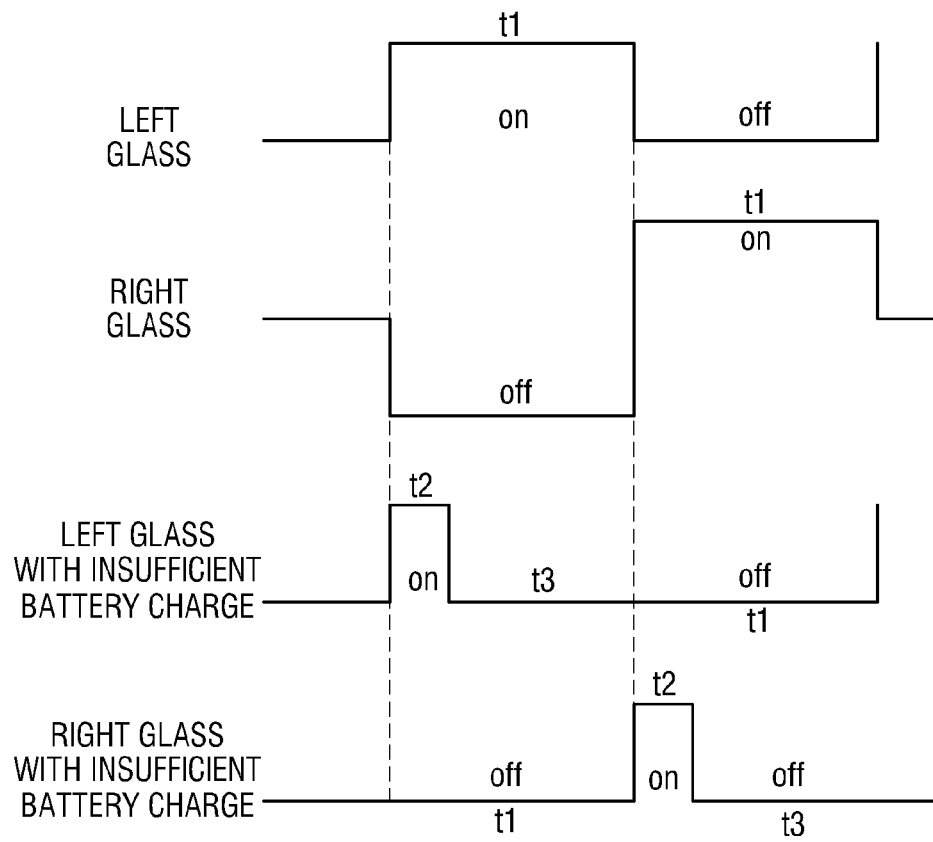 t1
LEFT
GLASS
on
off
t1
on
RIGHT
GLASS
off
t2
LEFT GLASS
WITH INSUFFICIENT
BATTERY CHARGE
on
t3
off
t1
t2
RIGHT GLASS
WITH INSUFFICIENT
BATTERY CHARGE
off
t1
on
off
t3